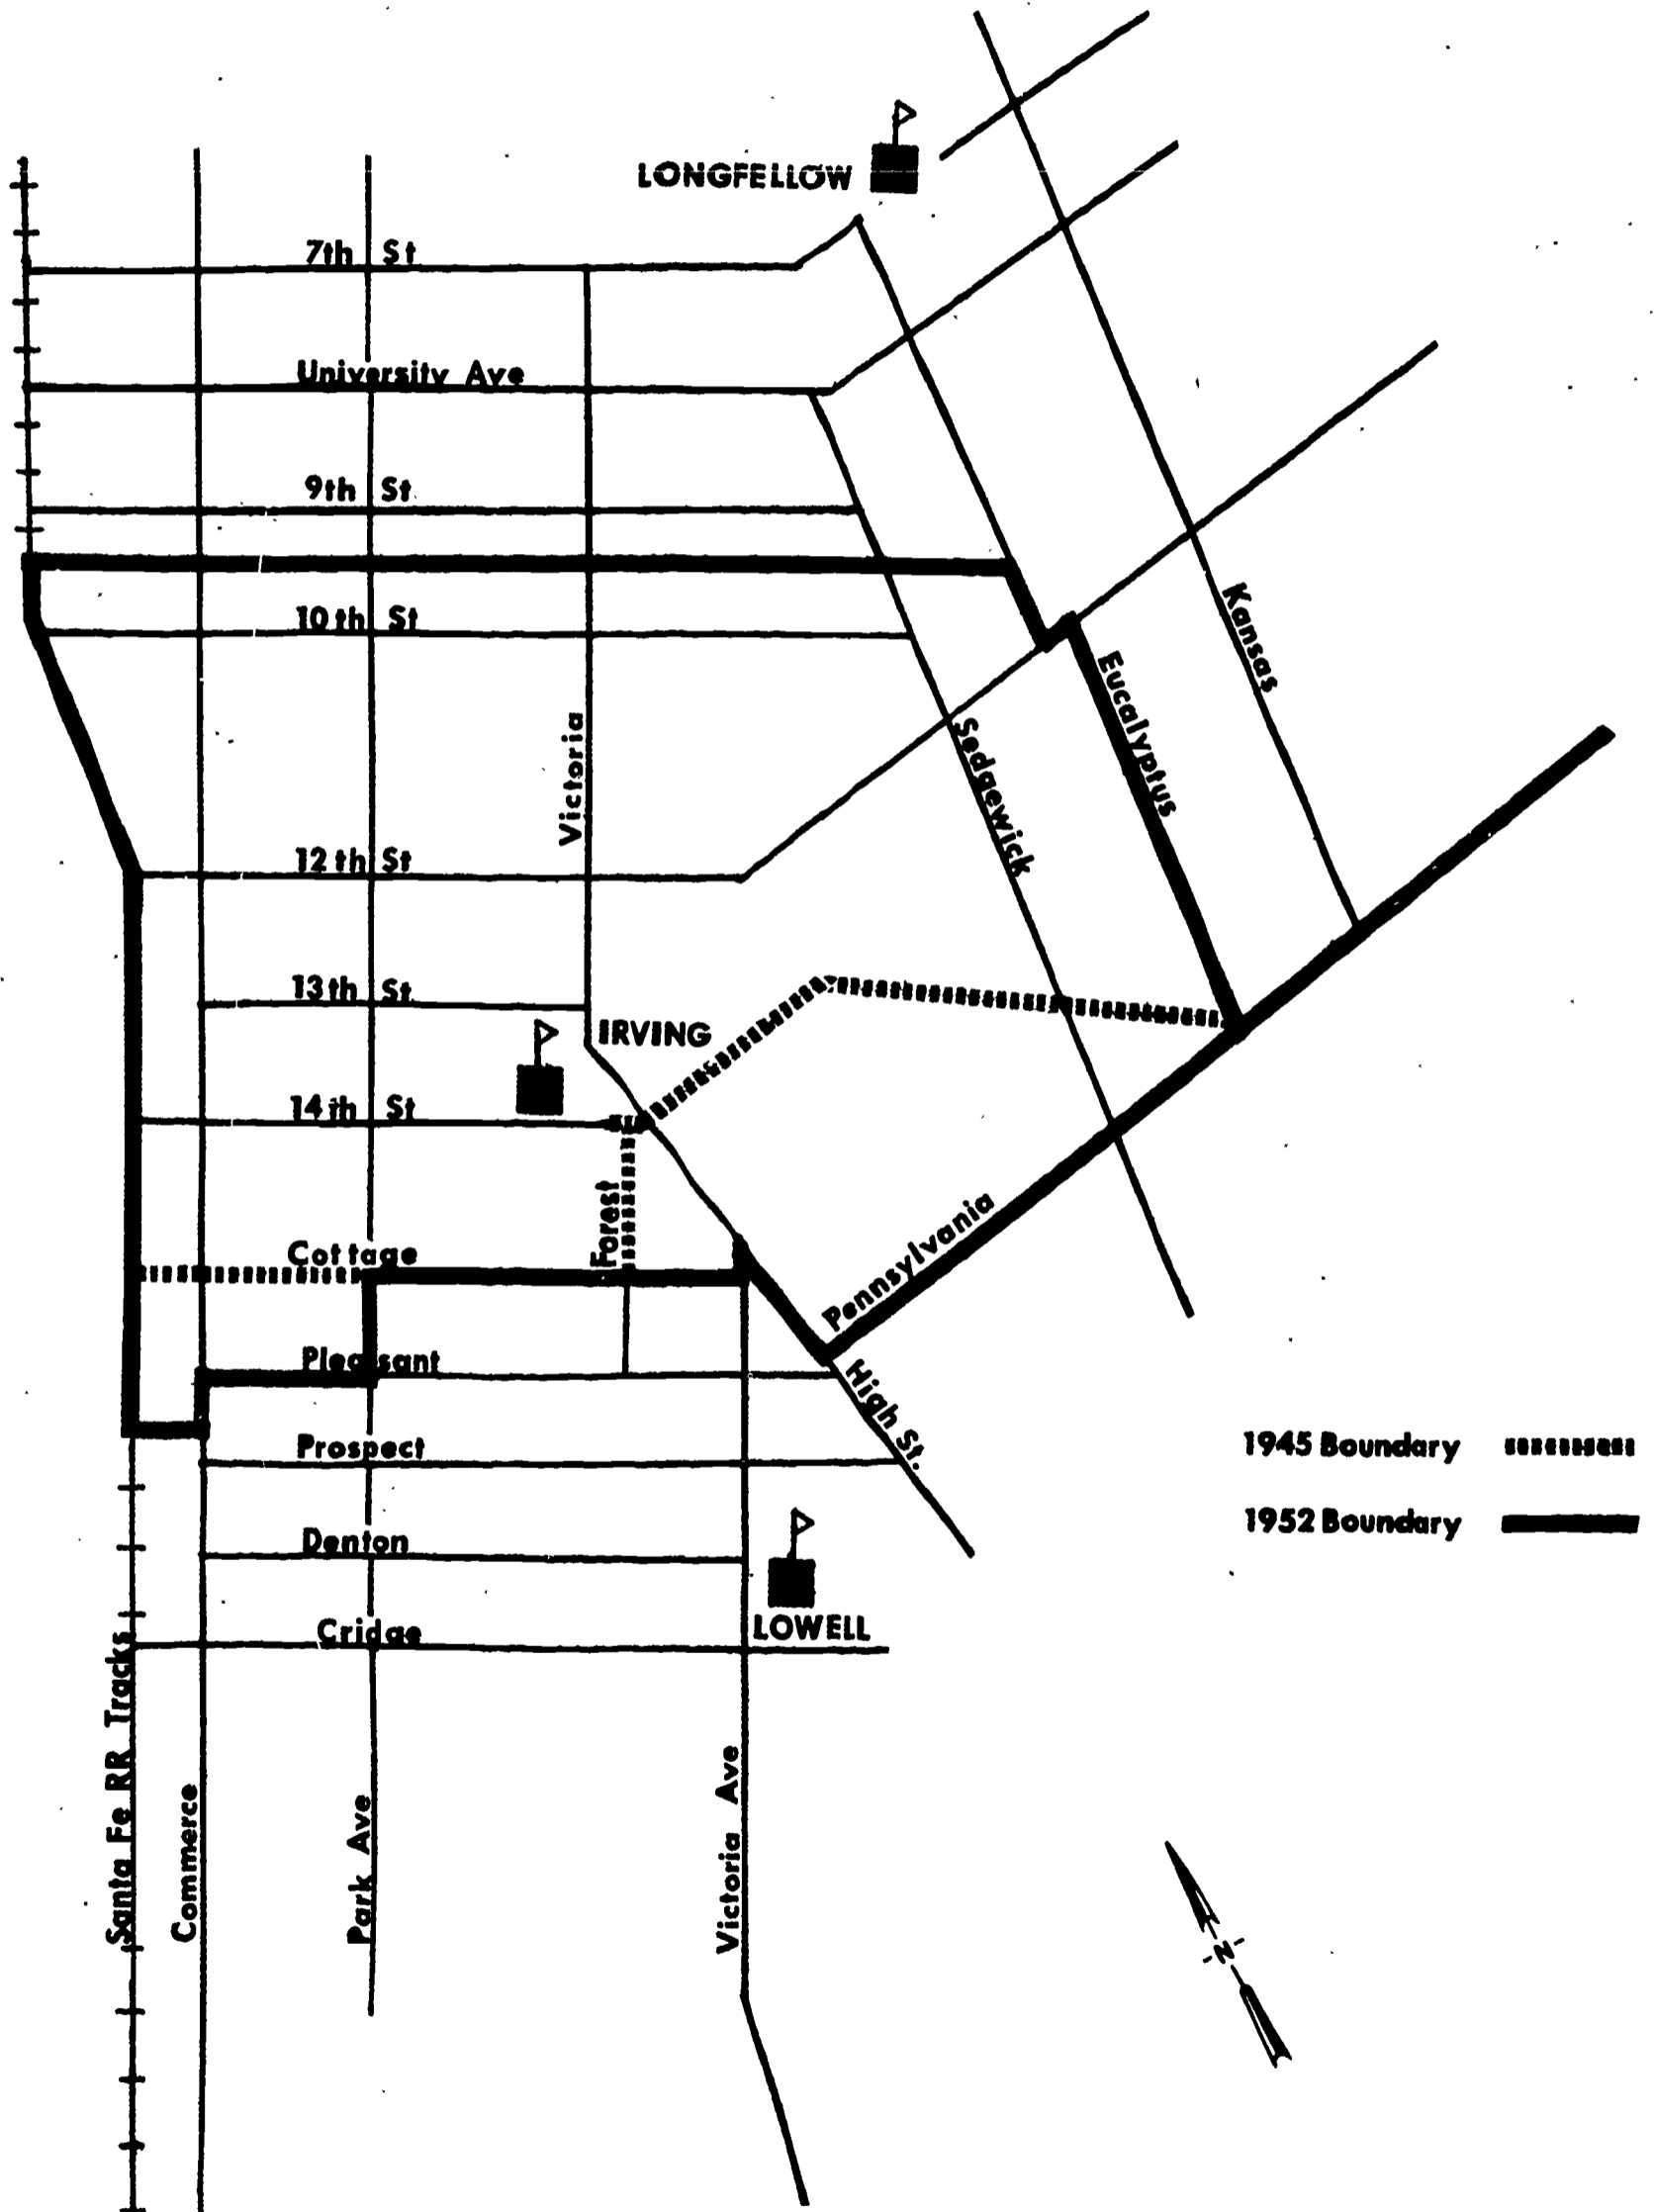 LONGFELLOW
7th St
University Ave
9th St
10th St
Kansas
Eucalyptus
Sedgewick
Victoria
12th St
13th St
IRVING
14th St
Forest
Cottage
Pennsylvania
Pleasant
High St.
Prospect
1945 Boundary
1952 Boundary
Denton
LOWELL
Cridge
Santa Fe RR Tracks
Commerce
Park Ave
Victoria Ave
N